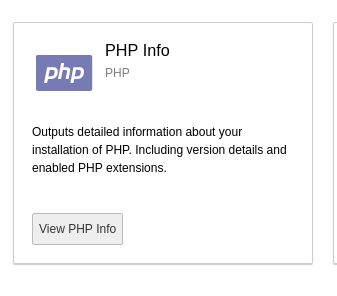 PHP Info
php
PHP
Outputs detailed information about your
installation of PHP. Including version details and
enabled PHP extensions.
View PHP Info